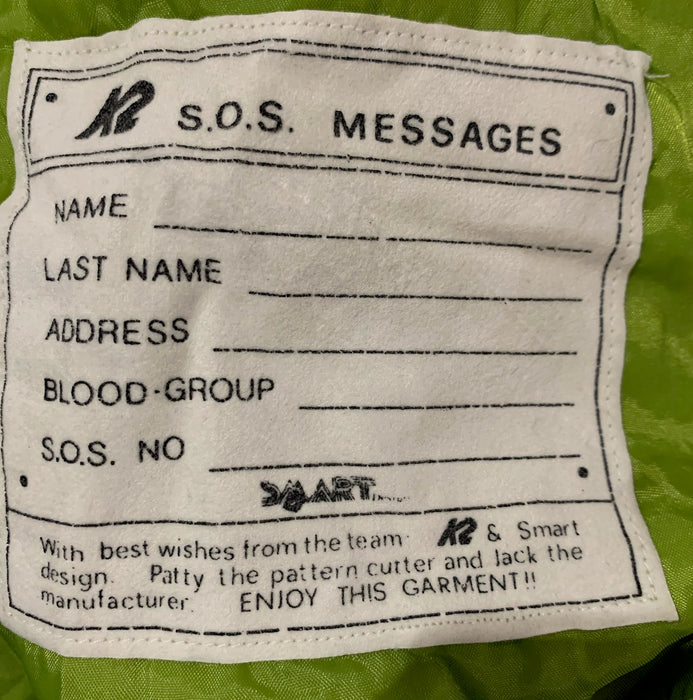 K2 S.O.S. MESSAGES
NAME
LAST NAME
ADDRESS
BLOOD-GROUP
S.O.S. NO
SMART
With best wishes from the team: K2 & Smart
design. Patty the pattern cutter and Jack the
manufacturer. ENJOY THIS GARMENT!!